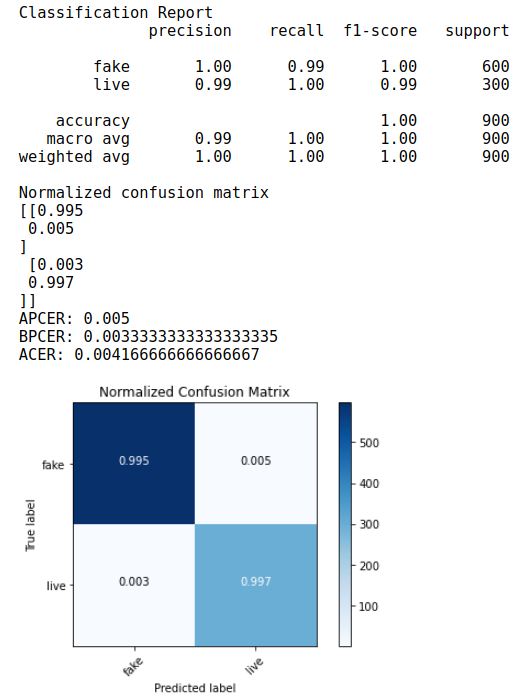 Classification Report
precision recall f1-score support
fake 1.00 0.99 1.00 600
live 0.99 1.00 0.99 300
accuracy 1.00 900
macro avg 0.99 1.00 1.00 900
weighted avg 1.00 1.00 1.00 900
Normalized confusion matrix
[[0.995
0.005
]
[0.003
0.997
]]
APCER: 0.005
BPCER: 0.0033333333333333335
ACER: 0.004166666666666667
Normalized Confusion Matrix
True label
fake
live
0.995 0.005
0.003 0.997
fake live
Predicted label
500
400
300
200
100